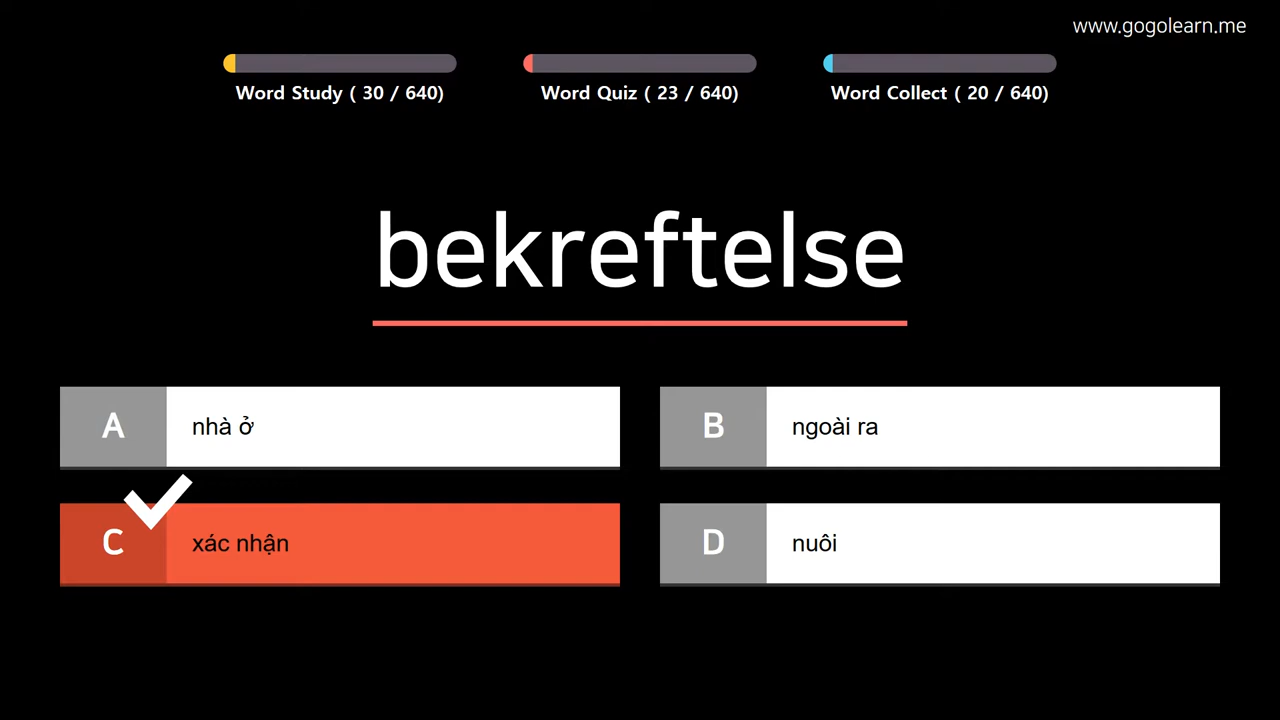 www.gogolearn.me
Word Study ( 30 / 640)
Word Quiz ( 23 / 640)
Word Collect ( 20 / 640)
bekreftelse
A nhà ở
B ngoài ra
C xác nhận
D nuôi